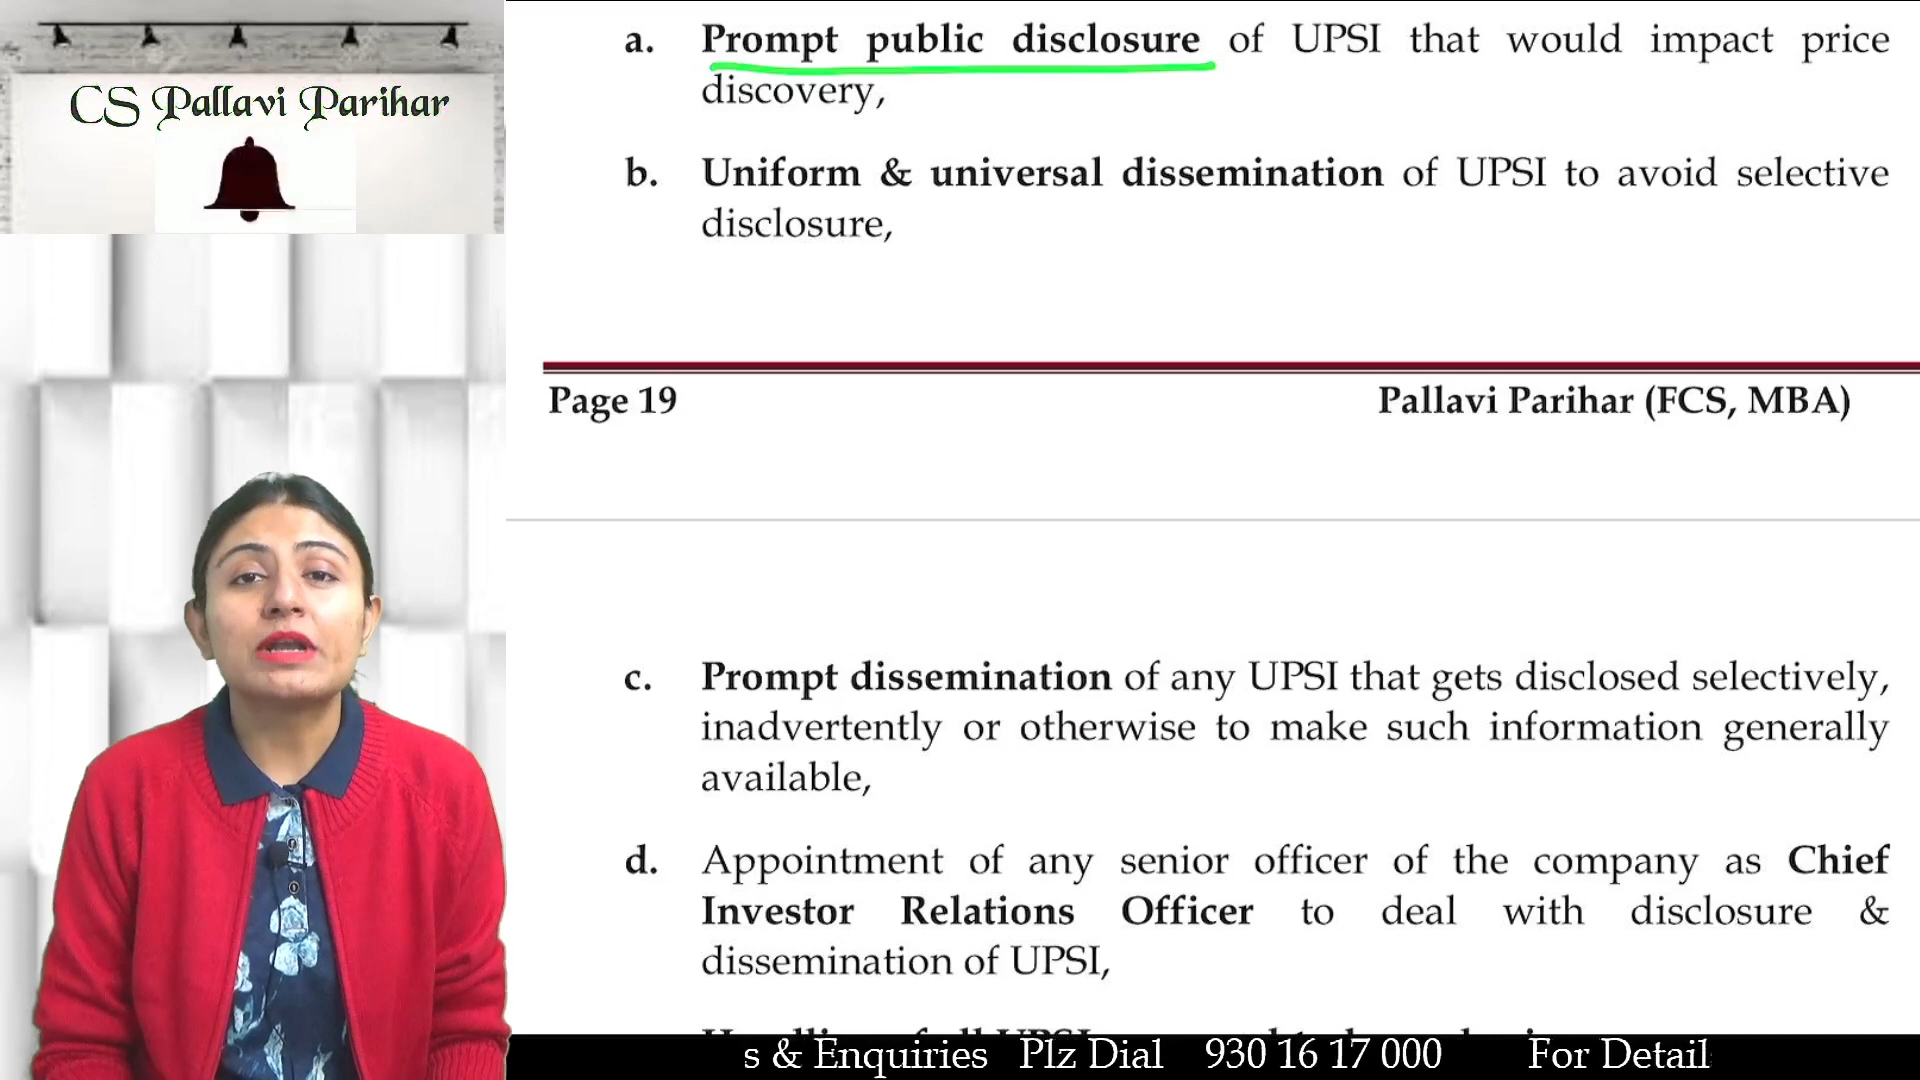 CS Pallavi Parihar
a. Prompt public disclosure of UPSI that would impact price
discovery,
b. Uniform & universal dissemination of UPSI to avoid selective
disclosure,
Page 19 Pallavi Parihar (FCS, MBA)
c. Prompt dissemination of any UPSI that gets disclosed selectively,
inadvertently or otherwise to make such information generally
available,
d. Appointment of any senior officer of the company as Chief
Investor Relations Officer to deal with disclosure &
dissemination of UPSI,
s & Enquiries Plz Dial 930 16 17 000 For Detail